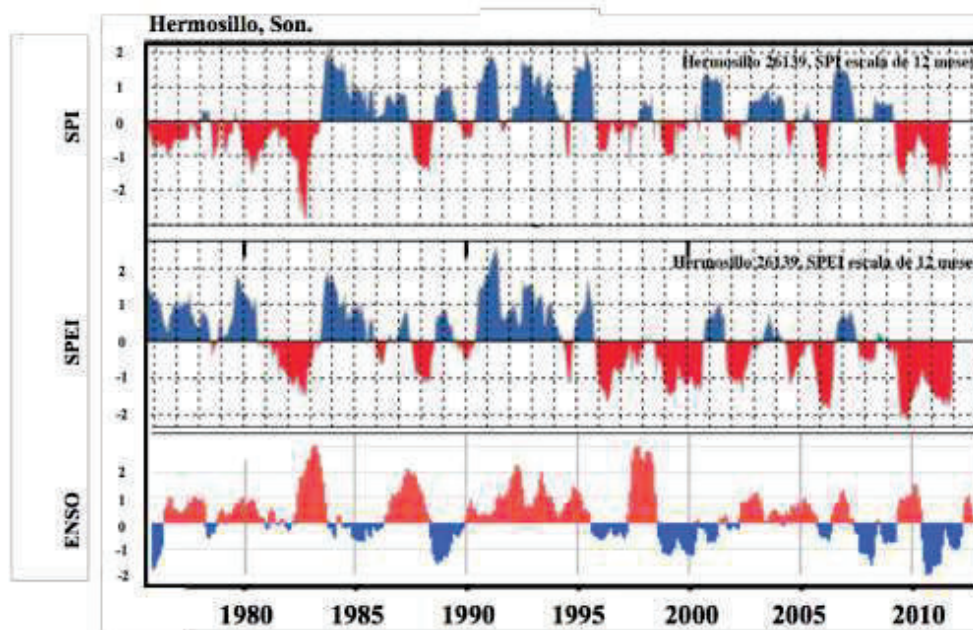 Hermosillo, Son.
Hermosillo 26139, SPI escala de 12 meses
SPI
2
1
0
-1
-2
Hermosillo 26139, SPEI escala de 12 meses
SPEI
2
1
0
-1
-2
ENSO
2
1
0
-1
-2
1980 1985 1990 1995 2000 2005 2010